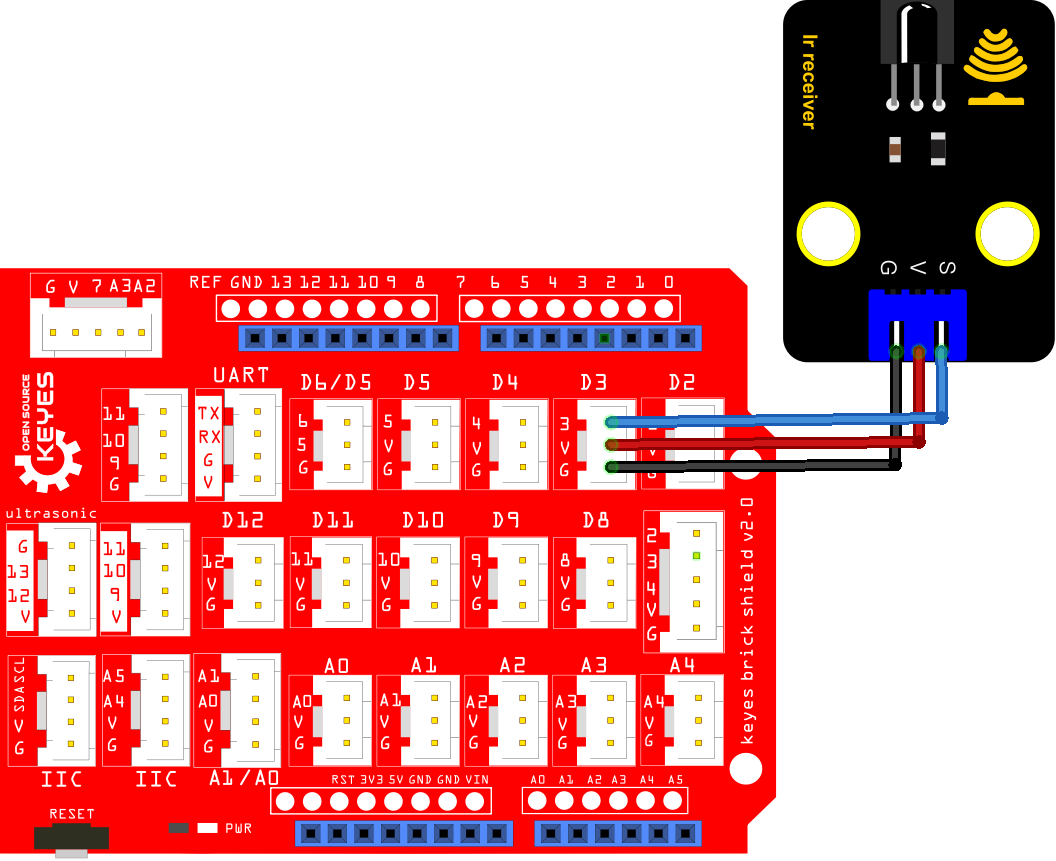 Ir receiver
G V S
G V 7 A3A2
REF GND 13 12 11 10 9 8
7 6 5 4 3 2 1 0
OPEN SOURCE
KEYES
11
10
9
G
UART
TX
RX
G
V
D6/D5
6
5
G
D5
5
V
G
D4
4
V
G
D3
3
V
G
D2
G
ultrasonic
G
13
12
V
11
10
9
V
D12
12
V
G
D11
11
V
G
D10
10
V
G
D9
9
V
G
D8
8
V
G
2
3
4
V
G
keyes brick shield v2.0
SCL
SDA
V
G
IIC
A5
A4
V
G
IIC
A1
A0
V
G
A1/A0
A0
A0
V
G
A1
A1
V
G
A2
A2
V
G
A3
A3
V
G
A4
A4
V
G
RST 3V3 5V GND GND VIN
A0 A1 A2 A3 A4 A5
RESET
PWR